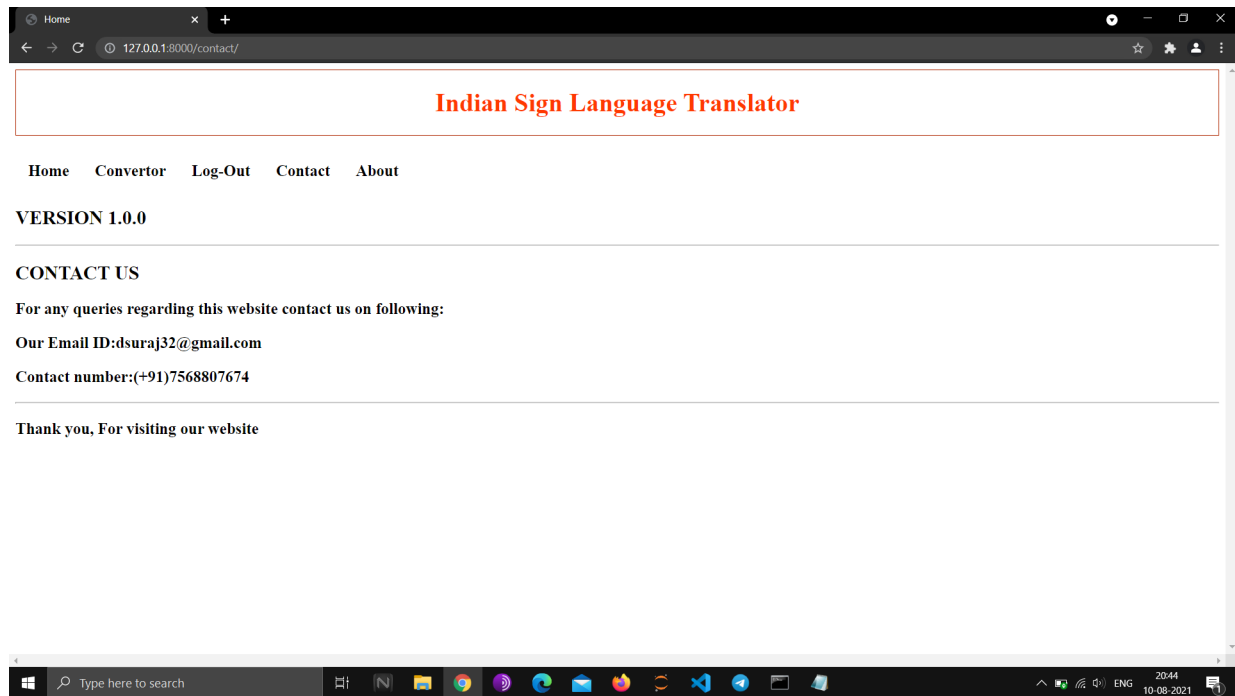 Home
127.0.0.1:8000/contact/
Indian Sign Language Translator
Home Convertor Log-Out Contact About
VERSION 1.0.0
CONTACT US
For any queries regarding this website contact us on following:
Our Email ID:dsuraj32@gmail.com
Contact number:(+91)7568807674
Thank you, For visiting our website
Type here to search
ENG
20:44
10-08-2021
1